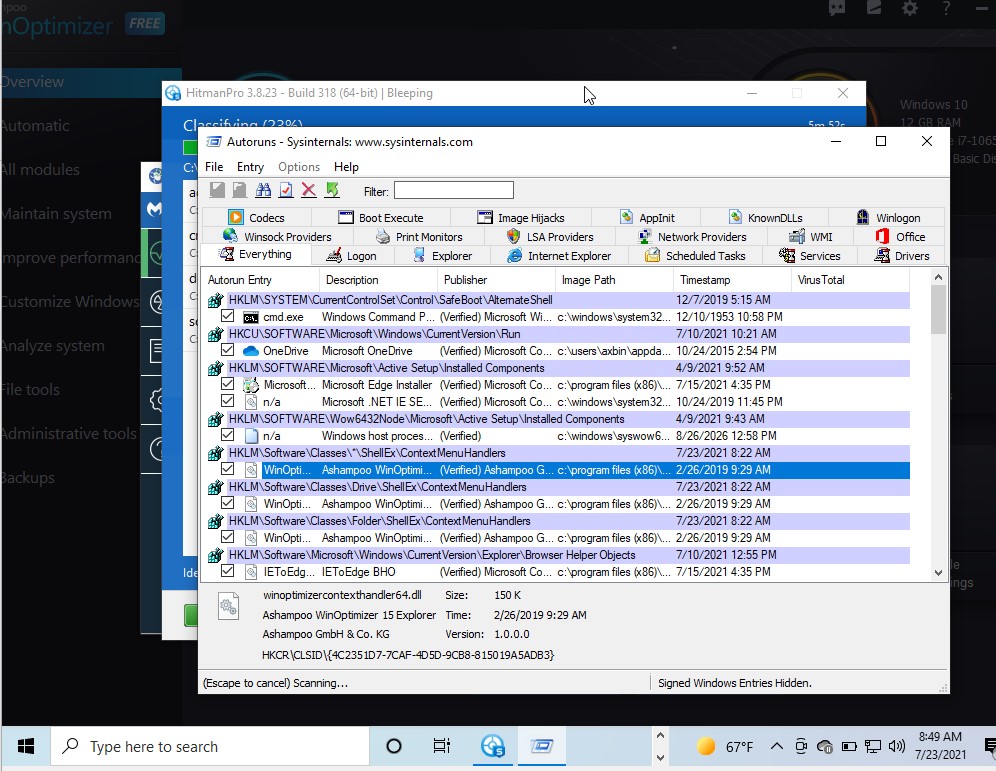 npoo
nOptimizer FREE
Overview
Automatic
All modules
Maintain system
mprove performanc
Customize Windows
Analyze system
File tools
Administrative tools
Backups
Windows 10
12 GB RAM
i7-1065
Basic Dis
HitmanPro 3.8.23 - Build 318 (64-bit) | Bleeping
Classifying (23%)
5m 52s
C:\
Ide
Autoruns - Sysinternals: www.sysinternals.com
File Entry Options Help
Filter:
Codecs Boot Execute Image Hijacks AppInit KnownDLLs Winlogon
Winsock Providers Print Monitors LSA Providers Network Providers WMI Office
Everything Logon Explorer Internet Explorer Scheduled Tasks Services Drivers
Autorun Entry Description Publisher Image Path Timestamp VirusTotal
HKLM\SYSTEM\CurrentControlSet\Control\SafeBoot\AlternateShell 12/7/2019 5:15 AM
cmd.exe Windows Command P... (Verified) Microsoft Wi... c:\windows\system32... 12/10/1953 10:58 PM
HKCU\SOFTWARE\Microsoft\Windows\CurrentVersion\Run 7/10/2021 10:21 AM
OneDrive Microsoft OneDrive (Verified) Microsoft Co... c:\users\axbin\appda... 10/24/2015 2:54 PM
HKLM\SOFTWARE\Microsoft\Active Setup\Installed Components 4/9/2021 9:52 AM
Microsoft... Microsoft Edge Installer (Verified) Microsoft Co... c:\program files (x86)\... 7/15/2021 4:35 PM
n/a Microsoft .NET IE SE... (Verified) Microsoft Co... c:\windows\system32... 10/24/2019 11:45 PM
HKLM\SOFTWARE\Wow6432Node\Microsoft\Active Setup\Installed Components 4/9/2021 9:43 AM
n/a Windows host proces... (Verified) c:\windows\syswow6... 8/26/2026 12:58 PM
HKLM\Software\Classes\*\ShellEx\ContextMenuHandlers 7/23/2021 8:22 AM
WinOpti... Ashampoo WinOptimi... (Verified) Ashampoo G... c:\program files (x86)\... 2/26/2019 9:29 AM
HKLM\Software\Classes\Drive\ShellEx\ContextMenuHandlers 7/23/2021 8:22 AM
WinOpti... Ashampoo WinOptimi... (Verified) Ashampoo G... c:\program files (x86)\... 2/26/2019 9:29 AM
HKLM\Software\Classes\Folder\ShellEx\ContextMenuHandlers 7/23/2021 8:22 AM
WinOpti... Ashampoo WinOptimi... (Verified) Ashampoo G... c:\program files (x86)\... 2/26/2019 9:29 AM
HKLM\Software\Microsoft\Windows\CurrentVersion\Explorer\Browser Helper Objects 7/10/2021 12:55 PM
IEToEdg... IEToEdge BHO (Verified) Microsoft Co... c:\program files (x86)\... 7/15/2021 4:35 PM
winoptimizercontexthandler64.dll Size: 150 K
Ashampoo WinOptimizer 15 Explorer Time: 2/26/2019 9:29 AM
Ashampoo GmbH & Co. KG Version: 1.0.0.0
HKCR\CLSID\{4C2351D7-7CAF-4D5D-9CB8-815019A5ADB3}
(Escape to cancel) Scanning... Signed Windows Entries Hidden.
ngs
Type here to search
67°F
8:49 AM
7/23/2021